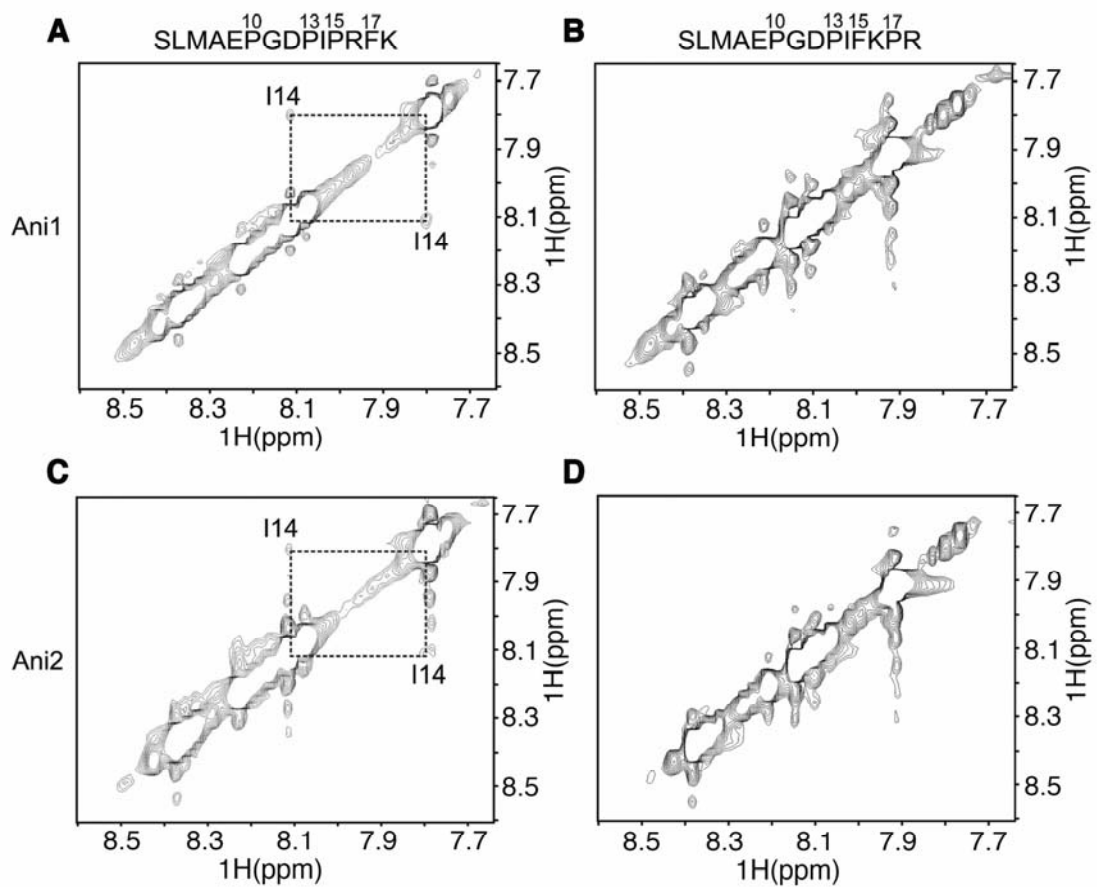 A
10 13 15 17
SLMAEPGDPIPRFK
B
10 13 15 17
SLMAEPGDPIFKPR
Ani1
I14
I14
7.7
7.9
8.1
8.3
8.5
1H(ppm)
8.5 8.3 8.1 7.9 7.7
1H(ppm)
7.7
7.9
8.1
8.3
8.5
1H(ppm)
8.5 8.3 8.1 7.9 7.7
1H(ppm)
C
Ani2
I14
I14
7.7
7.9
8.1
8.3
8.5
1H(ppm)
8.5 8.3 8.1 7.9 7.7
1H(ppm)
D
7.7
7.9
8.1
8.3
8.5
1H(ppm)
8.5 8.3 8.1 7.9 7.7
1H(ppm)